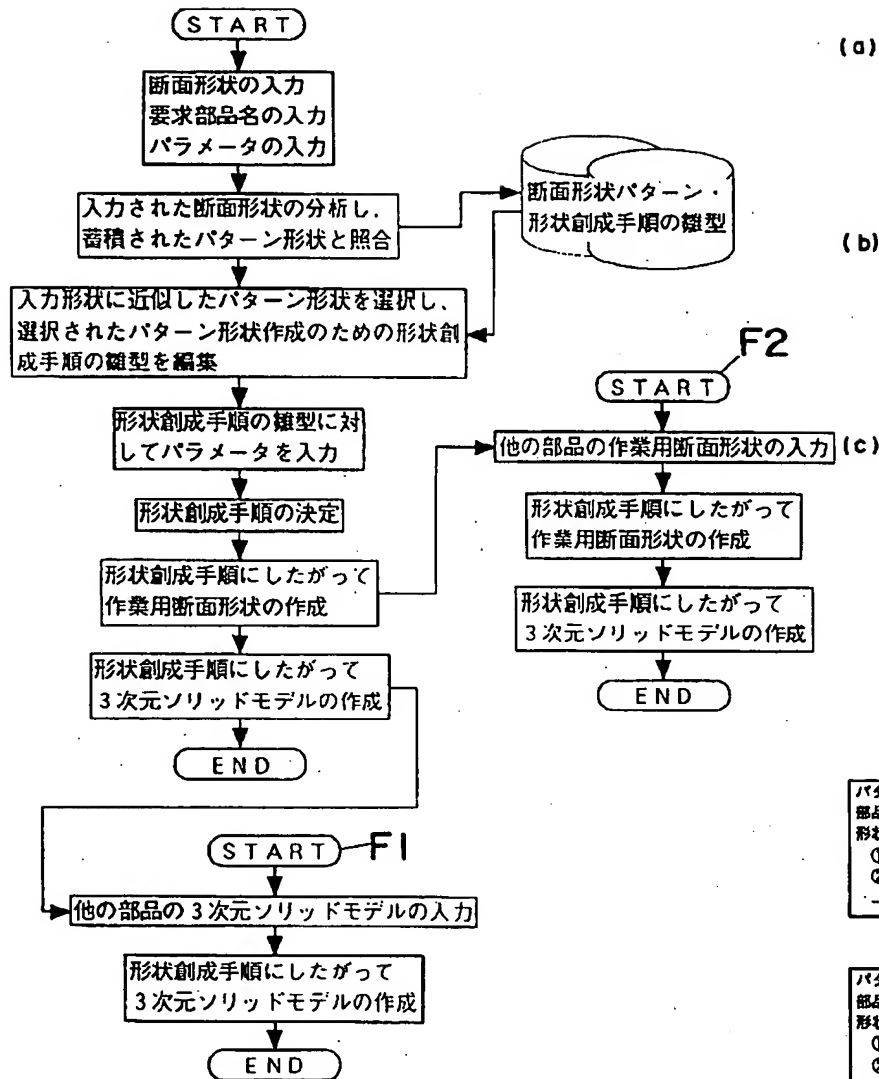 START
断面形状の入力
要求部品名の入力
パラメータの入力
入力された断面形状の分析し、
蓄積されたパターン形状と照合
断面形状パターン・
形状創成手順の雛型
入力形状に近似したパターン形状を選択し、
選択されたパターン形状作成のための形状創
成手順の雛型を編集
形状創成手順の雛型に対
してパラメータを入力
形状創成手順の決定
形状創成手順にしたがって
作業用断面形状の作成
形状創成手順にしたがって
3次元ソリッドモデルの作成
END
START
F1
他の部品の3次元ソリッドモデルの入力
形状創成手順にしたがって
3次元ソリッドモデルの作成
END
F2
START
他の部品の作業用断面形状の入力
形状創成手順にしたがって
作業用断面形状の作成
形状創成手順にしたがって
3次元ソリッドモデルの作成
END
(a)
(b)
(c)
部品
形状
①
②
部品
形状
①
②